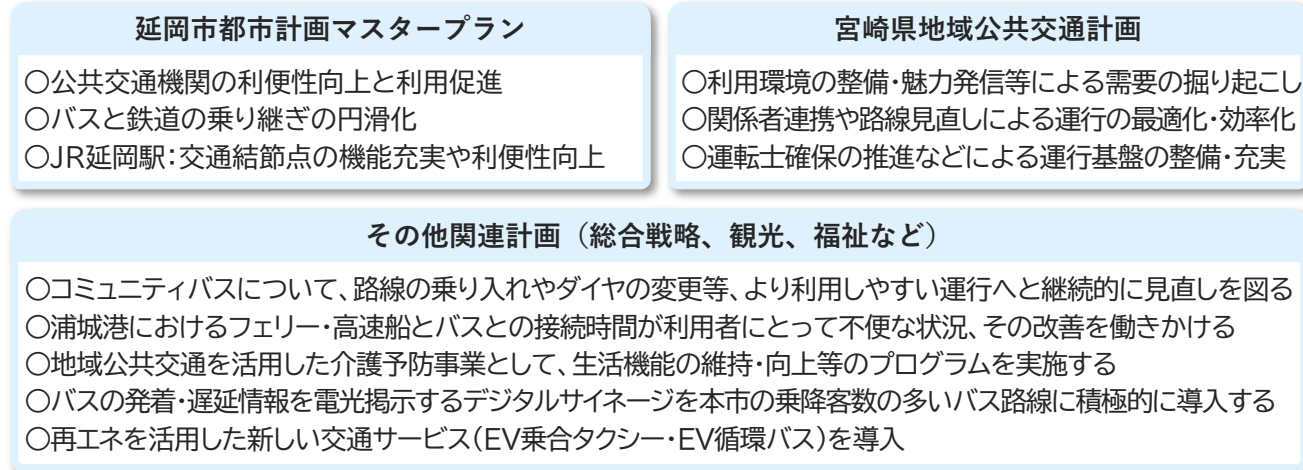 延岡市都市計画マスタープラン
〇公共交通機関の利便性向上と利用促進
〇バスと鉄道の乗り継ぎの円滑化
〇JR延岡駅：交通結節点の機能充実や利便性向上
宮崎県地域公共交通計画
〇利用環境の整備・魅力発信等による需要の掘り起こし
〇関係者連携や路線見直しによる運行の最適化・効率化
〇運転士確保の推進などによる運行基盤の整備・充実
その他関連計画（総合戦略、観光、福祉など）
〇コミュニティバスについて、路線の乗り入れやダイヤの変更等、より利用しやすい運行へと継続的に見直しを図る
〇浦城港におけるフェリー・高速船とバスとの接続時間が利用者にとって不便な状況、その改善を働きかける
〇地域公共交通を活用した介護予防事業として、生活機能の維持・向上等のプログラムを実施する
〇バスの発着・遅延情報を電光掲示するデジタルサイネージを本市の乗降客数の多いバス路線に積極的に導入する
〇再エネを活用した新しい交通サービス（EV乗合タクシー・EV循環バス）を導入